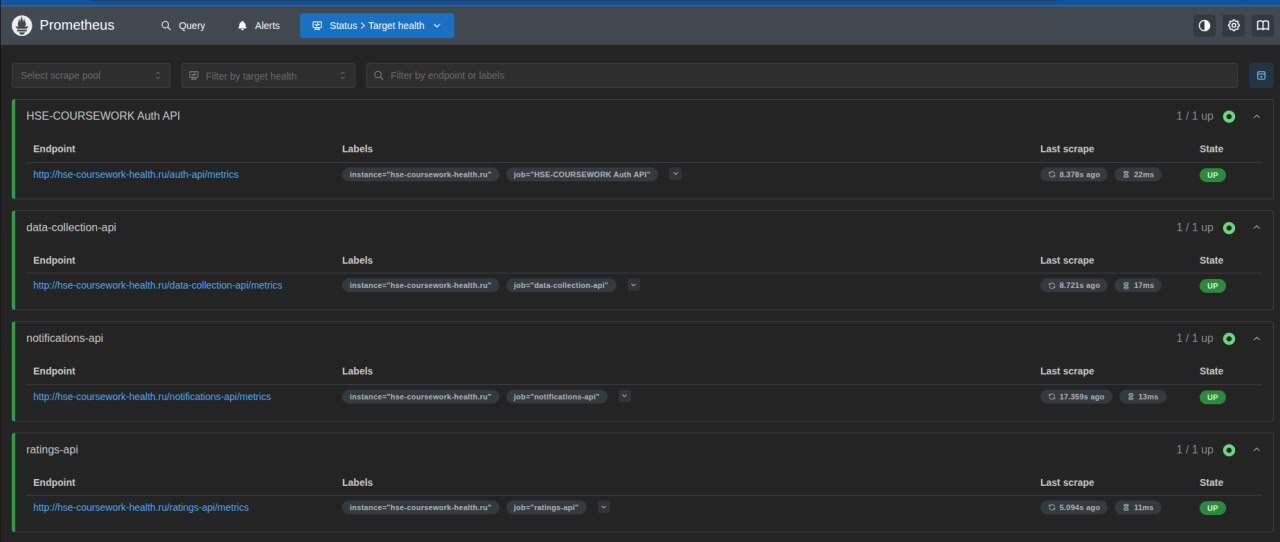 Prometheus Query Alerts Status > Target health
Select scrape pool Filter by target health Filter by endpoint or labels
HSE-COURSEWORK Auth API 1 / 1 up
Endpoint Labels Last scrape State
http://hse-coursework-health.ru/auth-api/metrics instance="hse-coursework-health.ru" job="HSE-COURSEWORK Auth API" 8.378s ago 22ms UP
data-collection-api 1 / 1 up
Endpoint Labels Last scrape State
http://hse-coursework-health.ru/data-collection-api/metrics instance="hse-coursework-health.ru" job="data-collection-api" 8.721s ago 17ms UP
notifications-api 1 / 1 up
Endpoint Labels Last scrape State
http://hse-coursework-health.ru/notifications-api/metrics instance="hse-coursework-health.ru" job="notifications-api" 17.359s ago 13ms UP
ratings-api 1 / 1 up
Endpoint Labels Last scrape State
http://hse-coursework-health.ru/ratings-api/metrics instance="hse-coursework-health.ru" job="ratings-api" 5.094s ago 11ms UP